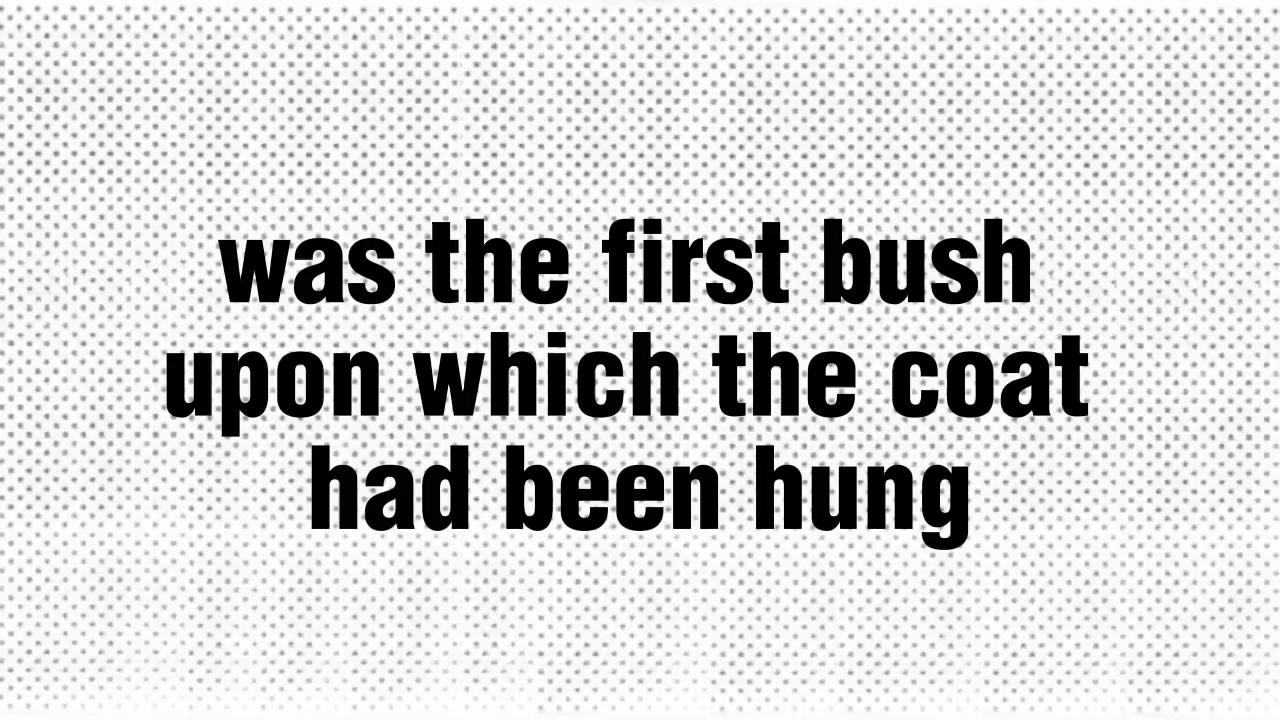 was the first bush
upon which the coat
had been hung